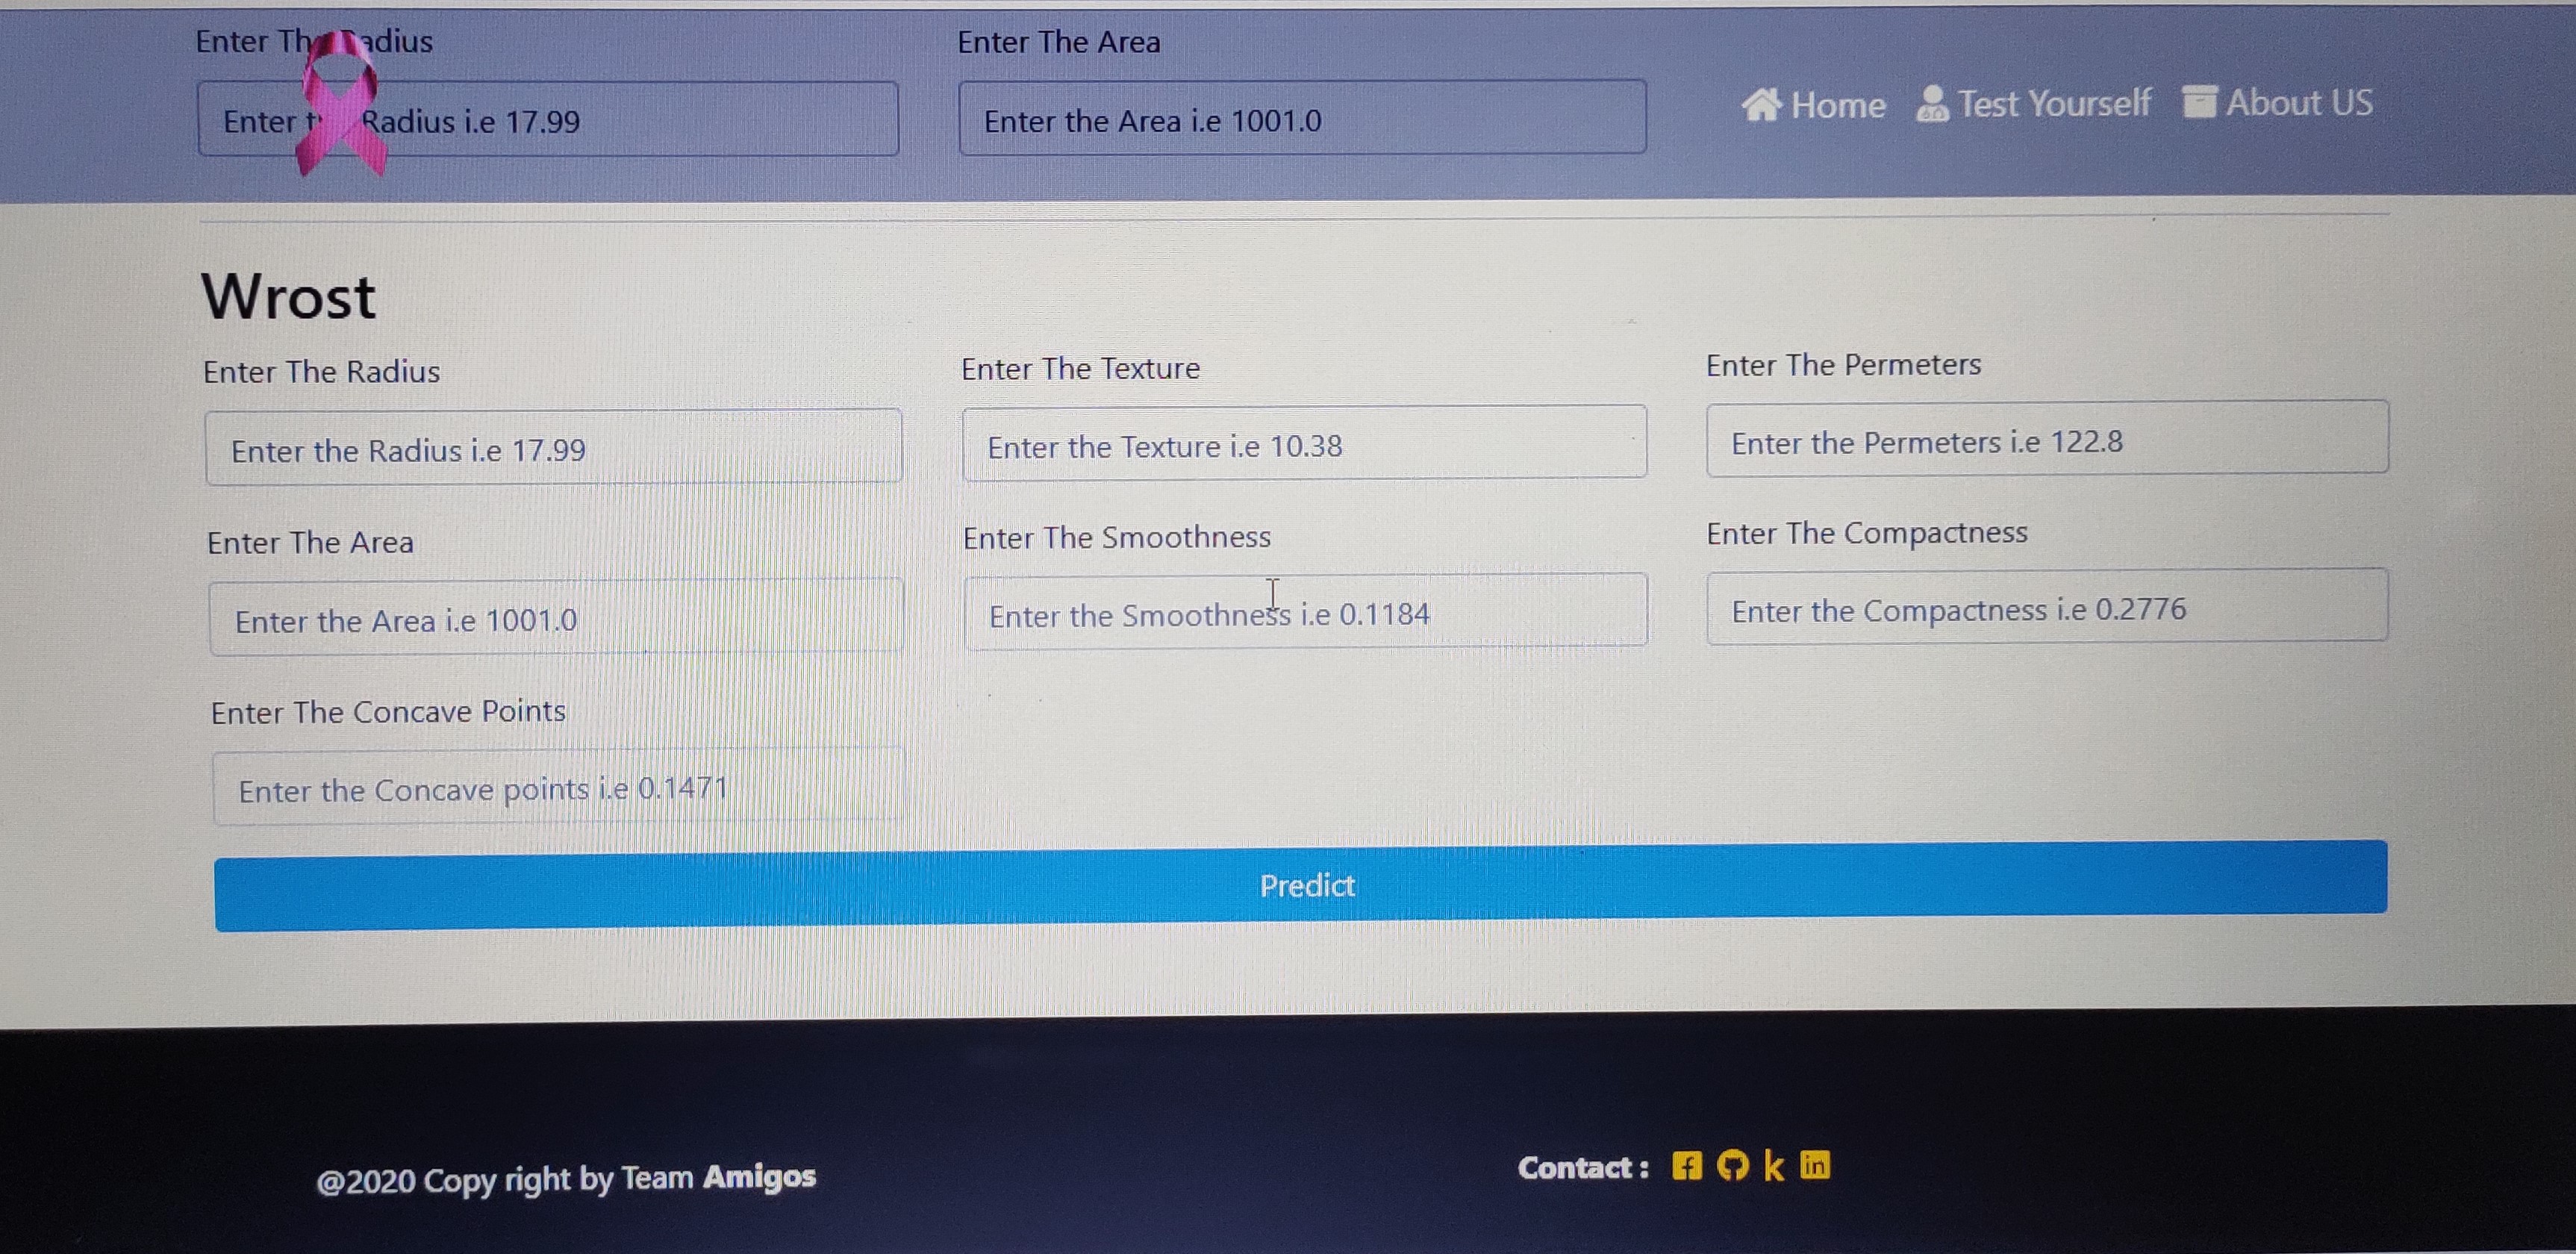 Enter The Radius
Enter The Area
Enter the Radius i.e 17.99
Enter the Area i.e 1001.0
Home
Test Yourself
About US
Wrost
Enter The Radius
Enter The Texture
Enter The Permeters
Enter the Radius i.e 17.99
Enter the Texture i.e 10.38
Enter the Permeters i.e 122.8
Enter The Area
Enter The Smoothness
Enter The Compactness
Enter the Area i.e 1001.0
Enter the Smoothness i.e 0.1184
Enter the Compactness i.e 0.2776
Enter The Concave Points
Enter the Concave points i.e 0.1471
Predict
@2020 Copy right by Team Amigos
Contact :